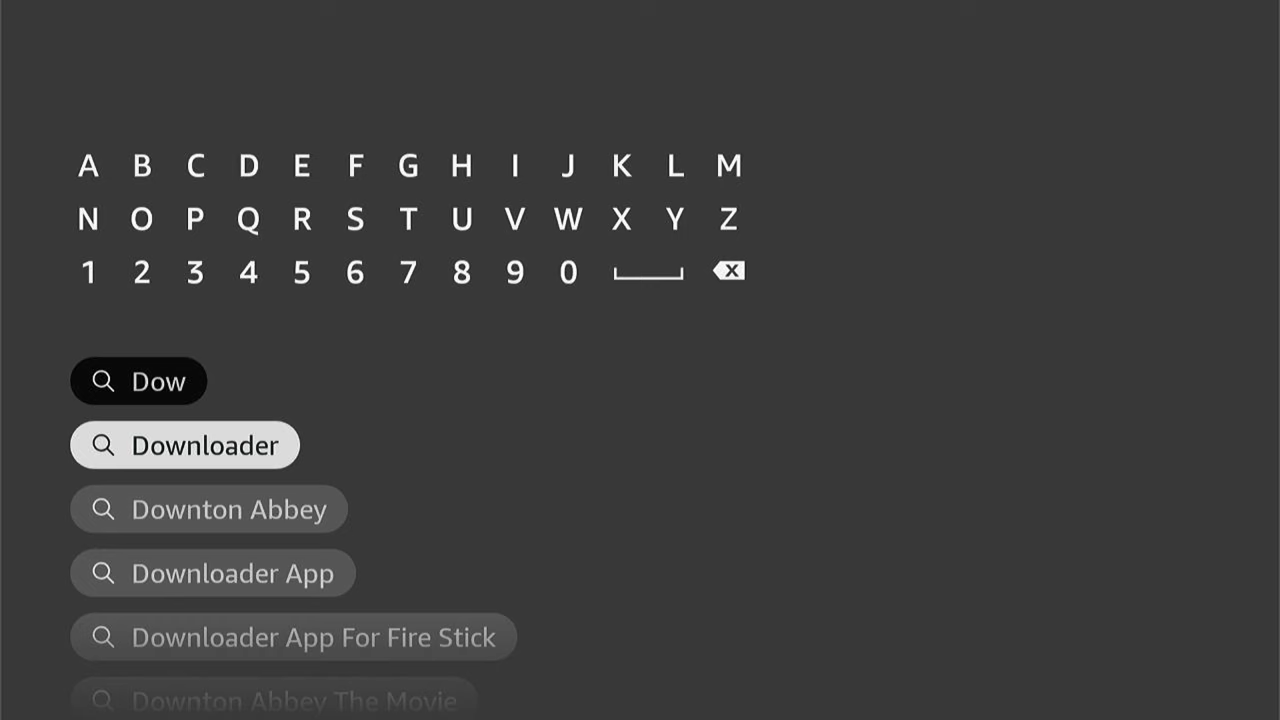 A B C D E F G H I J K L M
N O P Q R S T U V W X Y Z
1 2 3 4 5 6 7 8 9 0
Dow
Downloader
Downton Abbey
Downloader App
Downloader App For Fire Stick
Downton Abbey The Movie